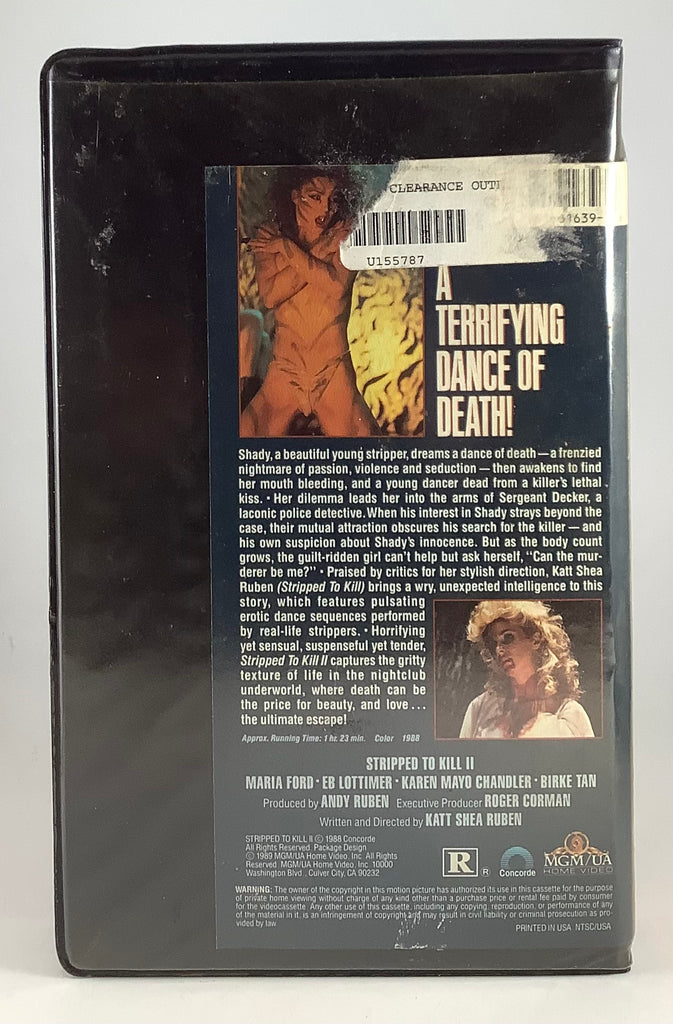 CLEARANCE
1639-
U155787
A
TERRIFYING
DANCE OF
DEATH!
Shady, a beautiful young stripper, dreams a dance of death — a frenzied
nightmare of passion, violence and seduction — then awakens to find
her mouth bleeding, and a young dancer dead from a killer's lethal
kiss. • Her dilemma leads her into the arms of Sergeant Decker, a
laconic police detective. When his interest in Shady strays beyond the
case, their mutual attraction obscures his search for the killer — and
his own suspicion about Shady's innocence. But as the body count
grows, the guilt-ridden girl can't help but ask herself, "Can the mur-
derer be me?" • Praised by critics for her stylish direction, Katt Shea
Ruben (Stripped To Kill) brings a wry, unexpected intelligence to this
story, which features pulsating
erotic dance sequences performed
by real-life strippers. • Horrifying
yet sensual, suspenseful yet tender,
Stripped To Kill II captures the gritty
texture of life in the nightclub
underworld, where death can be
the price for beauty, and love...
the ultimate escape!
Approx. Running Time: 1 hr. 23 min. Color 1988
STRIPPED TO KILL II
MARIA FORD • EB LOTTIMER • KAREN MAYO CHANDLER • BIRKE TAN
Produced by ANDY RUBEN Executive Producer ROGER CORMAN
Written and Directed by KATT SHEA RUBEN
STRIPPED TO KILL II © 1988 Concorde
All Rights Reserved. Package Design
© 1989 MGM/UA Home Video, Inc. All Rights
Reserved. MGM/UA Home Video, Inc. 10000
Washington Blvd., Culver City, CA 90232
R ®
Concorde
MGM/UA
HOME VIDEO
WARNING: The owner of the copyright in this motion picture has authorized its use in this cassette for the purpose
of private home viewing without charge of any kind other than a purchase price or rental fee paid by consumer
for the videocassette. Any other use of this cassette, including any copying, reproduction, or performance of any
of the material in it, is an infringement of copyright and may result in civil liability or criminal prosecution as pro-
vided by law
PRINTED IN USA NTSC/USA